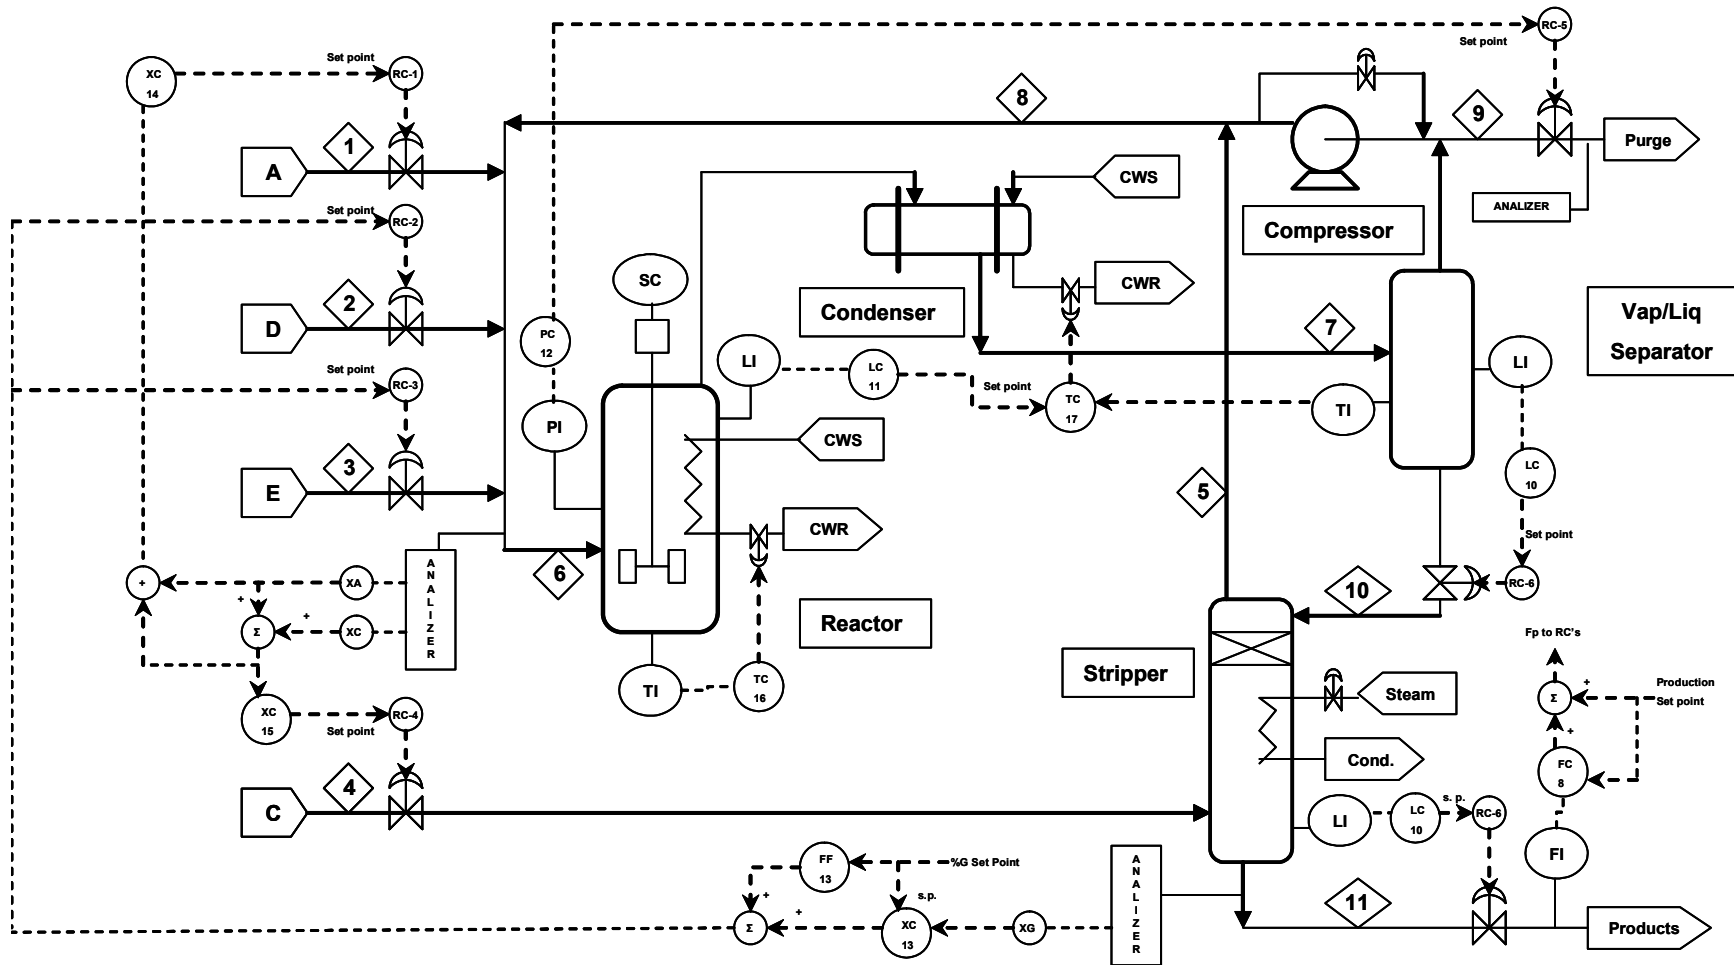 RC-5
Set point
XC
14
Set point
RC-1
8
9
Purge
1
A
CWS
ANALIZER
Set point
RC-2
Compressor
SC
CWR
2
D
Condenser
Vap/Liq
Separator
PC
12
7
LI
LI
Set point
RC-3
LC
11
Set point
TC
17
TI
PI
CWS
3
E
LC
10
5
CWR
Set point
6
A
N
A
L
I
Z
E
R
+
XA
+
+
Σ
XC
RC-6
10
Reactor
Fp to RC's
Stripper
TI
TC
16
Steam
Σ
+
Production
Set point
+
XC
15
RC-4
Set point
Cond.
FC
8
4
C
LI
LC
10
s. p.
RC-6
FI
FF
13
%G Set Point
A
N
A
L
I
Z
E
R
+
s.p.
+
Σ
XC
13
XG
11
Products